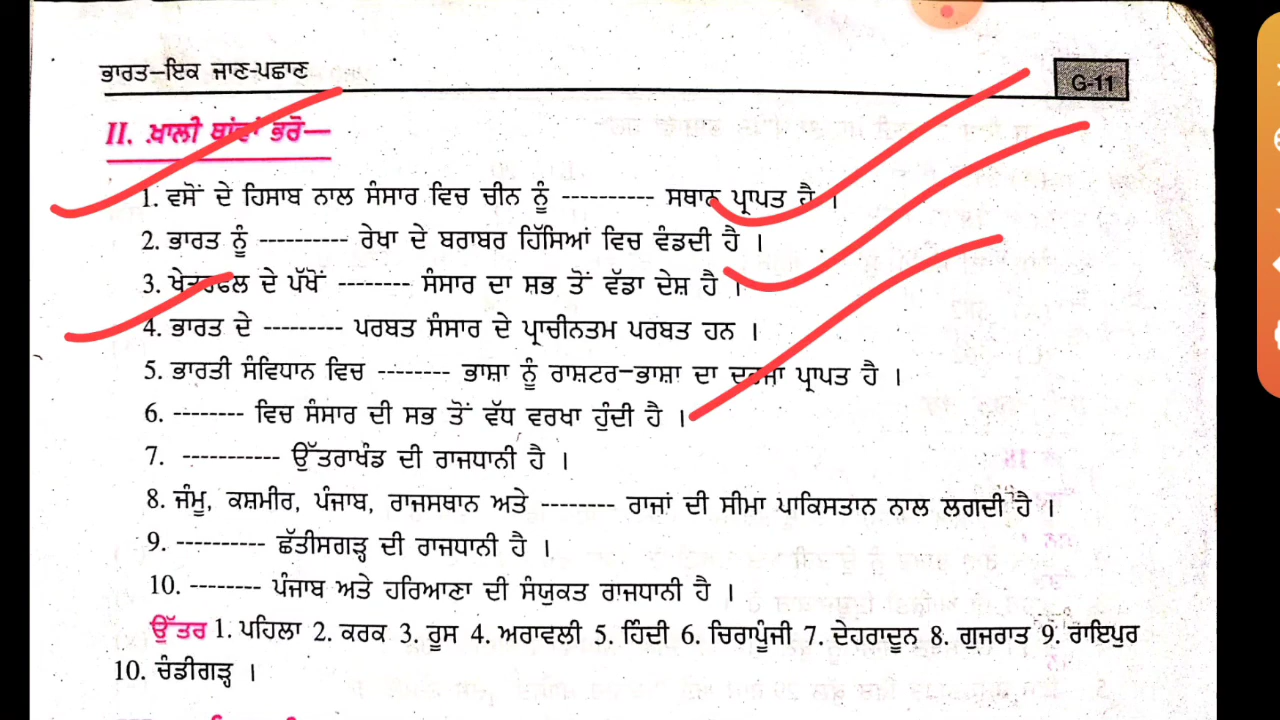 ਭਾਰਤ–ਇਕ ਜਾਣ-ਪਛਾਣ
G-11
II. ਖ਼ਾਲੀ ਥਾਂਵਾਂ ਭਰੋ—
1. ਵਸੋਂ ਦੇ ਹਿਸਾਬ ਨਾਲ ਸੰਸਾਰ ਵਿਚ ਚੀਨ ਨੂੰ ---------- ਸਥਾਨ ਪ੍ਰਾਪਤ ਹੈ ।
2. ਭਾਰਤ ਨੂੰ ---------- ਰੇਖਾ ਦੇ ਬਰਾਬਰ ਹਿੱਸਿਆਂ ਵਿਚ ਵੰਡਦੀ ਹੈ ।
3. ਖੇਤਰਫਲ ਦੇ ਪੱਖੋਂ -------- ਸੰਸਾਰ ਦਾ ਸ਼ਭ ਤੋਂ ਵੱਡਾ ਦੇਸ਼ ਹੈ ।
4. ਭਾਰਤ ਦੇ --------- ਪਰਬਤ ਸੰਸਾਰ ਦੇ ਪ੍ਰਾਚੀਨਤਮ ਪਰਬਤ ਹਨ ।
5. ਭਾਰਤੀ ਸੰਵਿਧਾਨ ਵਿਚ -------- ਭਾਸ਼ਾ ਨੂੰ ਰਾਸ਼ਟਰ–ਭਾਸ਼ਾ ਦਾ ਦਰਜਾ ਪ੍ਰਾਪਤ ਹੈ ।
6. -------- ਵਿਚ ਸੰਸਾਰ ਦੀ ਸਭ ਤੋਂ ਵੱਧ ਵਰਖਾ ਹੁੰਦੀ ਹੈ ।
7. ----------- ਉੱਤਰਾਖੰਡ ਦੀ ਰਾਜਧਾਨੀ ਹੈ ।
8. ਜੰਮੂ, ਕਸ਼ਮੀਰ, ਪੰਜਾਬ, ਰਾਜਸਥਾਨ ਅਤੇ -------- ਰਾਜਾਂ ਦੀ ਸੀਮਾ ਪਾਕਿਸਤਾਨ ਨਾਲ ਲਗਦੀ ਹੈ ।
9. ---------- ਛੱਤੀਸਗੜ੍ਹ ਦੀ ਰਾਜਧਾਨੀ ਹੈ ।
10. -------- ਪੰਜਾਬ ਅਤੇ ਹਰਿਆਣਾ ਦੀ ਸੰਯੁਕਤ ਰਾਜਧਾਨੀ ਹੈ ।
ਉੱਤਰ 1. ਪਹਿਲਾ 2. ਕਰਕ 3. ਰੂਸ 4. ਅਰਾਵਲੀ 5. ਹਿੰਦੀ 6. ਚਿਰਾਪੂੰਜੀ 7. ਦੇਹਰਾਦੂਨ 8. ਗੁਜਰਾਤ 9. ਰਾਇਪੁਰ
10. ਚੰਡੀਗੜ੍ਹ ।